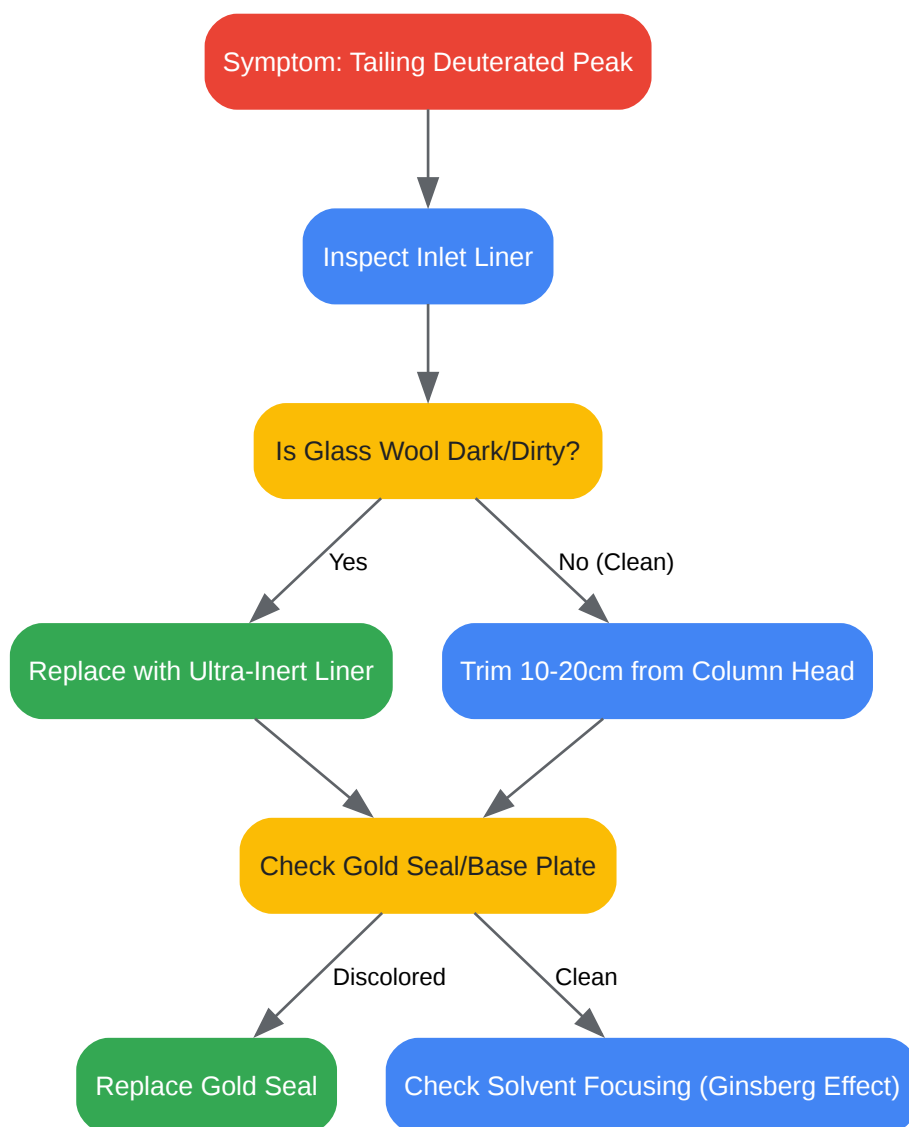 Symptom: Tailing Deuterated Peak
Inspect Inlet Liner
Is Glass Wool Dark/Dirty?
Yes
No (Clean)
Replace with Ultra-Inert Liner
Trim 10-20cm from Column Head
Check Gold Seal/Base Plate
Discolored
Clean
Replace Gold Seal
Check Solvent Focusing (Ginsberg Effect)